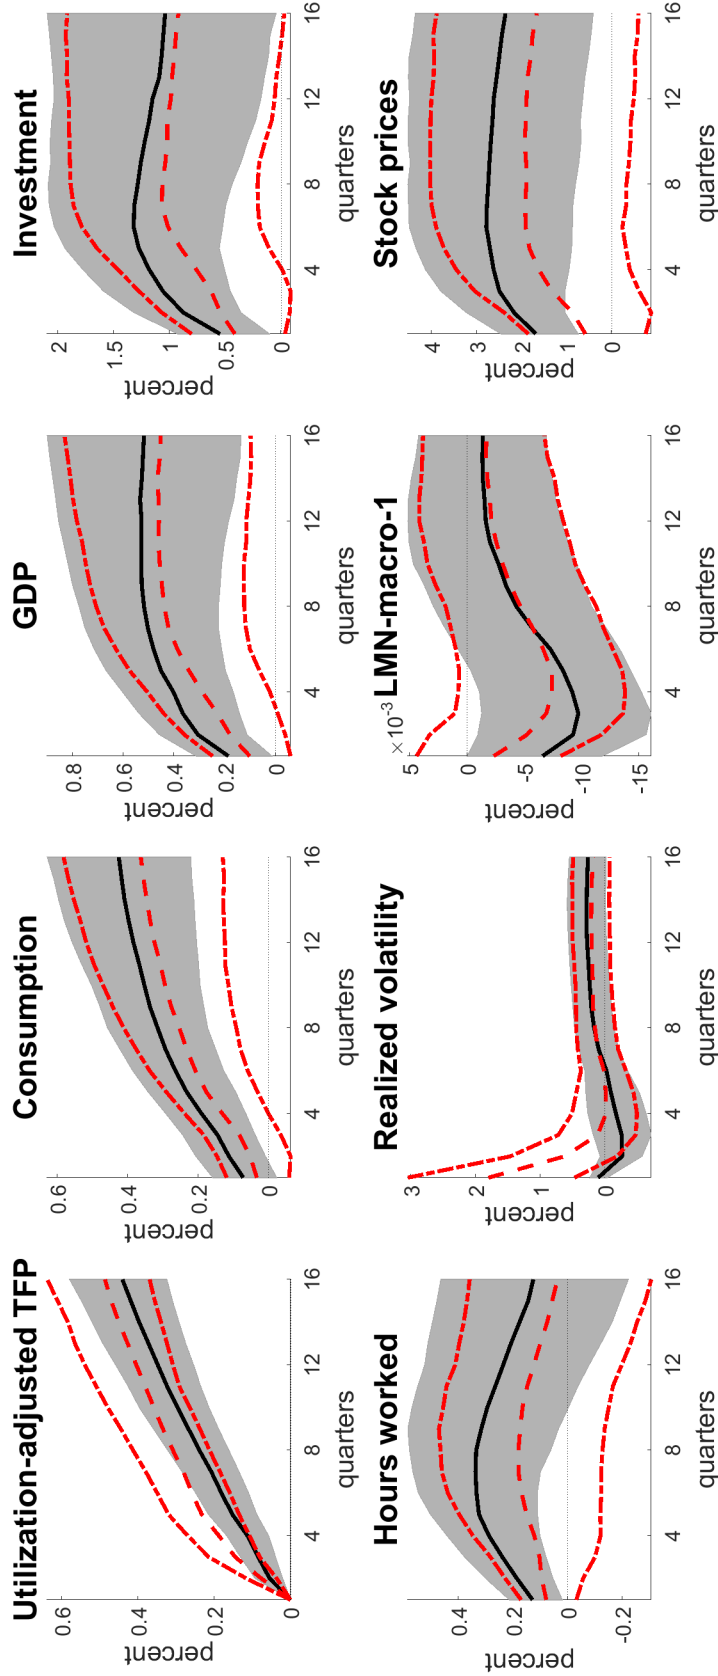 Utilization-adjusted TFP
percent
0.6
0.4
0.2
0
4
8
12
16
quarters
Consumption
percent
0.6
0.4
0.2
0
4
8
12
16
quarters
GDP
percent
0.8
0.6
0.4
0.2
0
4
8
12
16
quarters
Investment
percent
2
1.5
1
0.5
0
4
8
12
16
quarters
Hours worked
percent
0.4
0.2
0
-0.2
4
8
12
16
quarters
Realized volatility
percent
3
2
1
0
4
8
12
16
quarters
×10⁻³ LMN-macro-1
percent
5
0
-5
-10
-15
4
8
12
16
quarters
Stock prices
percent
4
3
2
1
0
4
8
12
16
quarters